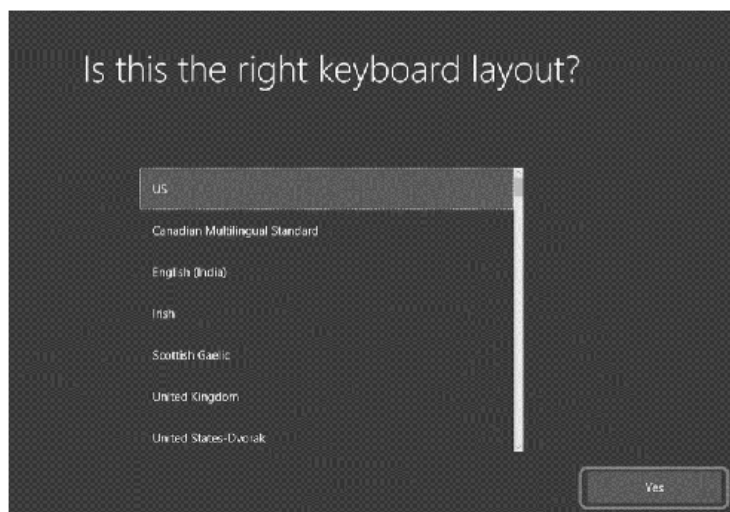 Is this the right keyboard layout?
US
Canadian Multilingual Standard
English (India)
Irish
Scottish Gaelic
United Kingdom
United States-Dvorak
Yes